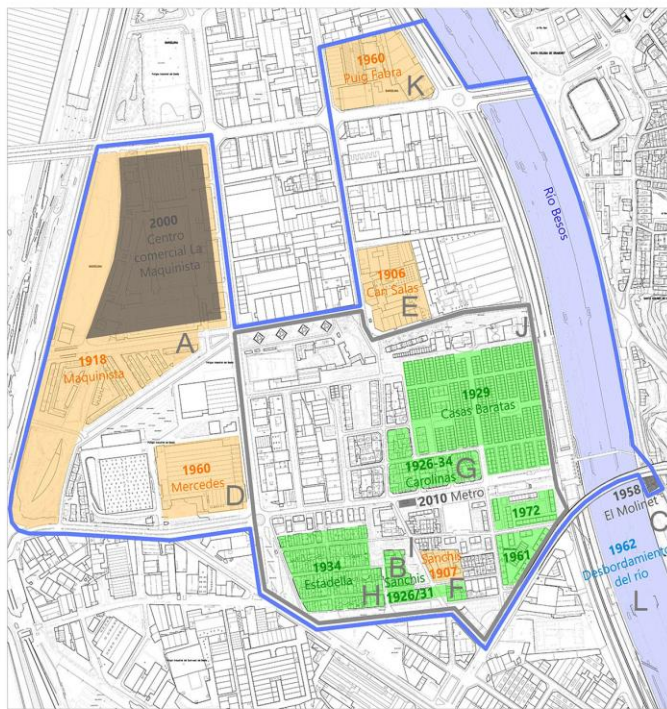 1960
Puig Fabra
K
Río Besos
2000
Centro
comercial La
Maquinista
1906
Can Salas
E
J
A
1918
Maquinista
1929
Casas Baratas
1926-34
Carolinas
G
2010 Metro
1960
Mercedes
D
1958
El Molinet
C
1972
1962
Desbordamiento
del río
L
I
1934
Estadella
H
B
Sanchis
1926/31
Sanchis
1907
F
1961